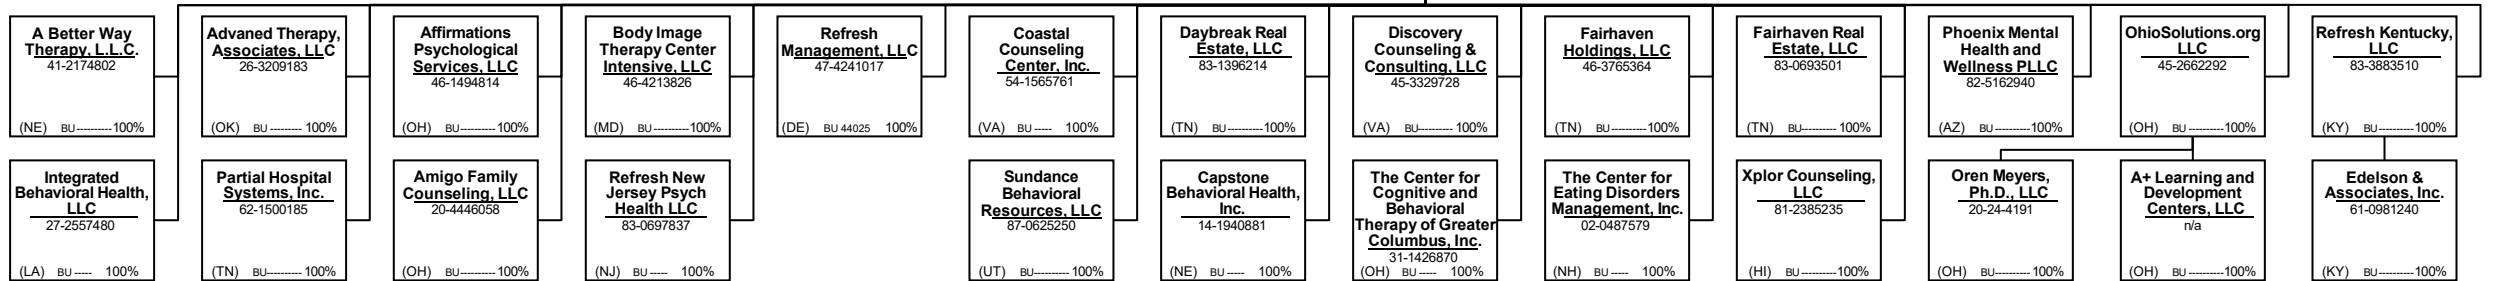 A Better Way
Therapy, L.L.C.
41-2174802
(NE) BU----------100%
Advaned Therapy,
Associates, LLC
26-3209183
(OK) BU --------- 100%
Affirmations
Psychological
Services, LLC
46-1494814
(OH) BU----------100%
Body Image
Therapy Center
Intensive, LLC
46-4213826
(MD) BU----------100%
Refresh
Management, LLC
47-4241017
(DE) BU 44025 100%
Coastal
Counseling
Center, Inc.
54-1565761
(VA) BU ----- 100%
Daybreak Real
Estate, LLC
83-1396214
(TN) BU----------100%
Discovery
Counseling &
Consulting, LLC
45-3329728
(VA) BU---------- 100%
Fairhaven
Holdings, LLC
46-3765364
(TN) BU----------100%
Fairhaven Real
Estate, LLC
83-0693501
(TN) BU----------100%
Phoenix Mental
Health and
Wellness PLLC
82-5162940
(AZ) BU ----------100%
OhioSolutions.org
LLC
45-2662292
(OH) BU ----------100%
Refresh Kentucky,
LLC
83-3883510
(KY) BU----------100%
Integrated
Behavioral Health,
LLC
27-2557480
(LA) BU ----- 100%
Partial Hospital
Systems, Inc.
62-1500185
(TN) BU---------- 100%
Amigo Family
Counseling, LLC
20-4446058
(OH) BU----------100%
Refresh New
Jersey Psych
Health LLC
83-0697837
(NJ) BU ----- 100%
Sundance
Behavioral
Resources, LLC
87-0625250
(UT) BU---------- 100%
Capstone
Behavioral Health,
Inc.
14-1940881
(NE) BU ----- 100%
The Center for
Cognitive and
Behavioral
Therapy of Greater
Columbus, Inc.
31-1426870
(OH) BU ----- 100%
The Center for
Eating Disorders
Management, Inc.
02-0487579
(NH) BU ----- 100%
Xplor Counseling,
LLC
81-2385235
(HI) BU----------100%
Oren Meyers,
Ph.D., LLC
20-24-4191
(OH) BU----------100%
A+ Learning and
Development
Centers, LLC
n/a
(OH) BU ----------100%
Edelson &
Associates, Inc.
61-0981240
(KY) BU----------100%